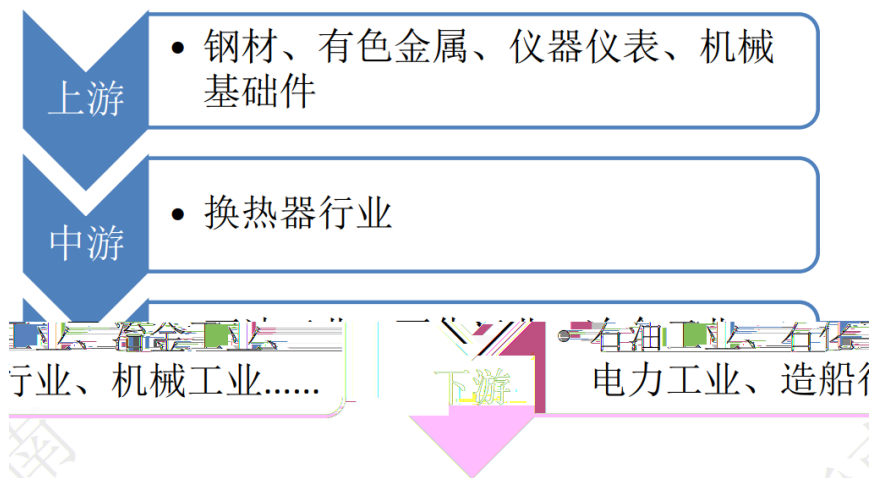 上游
• 钢材、有色金属、仪器仪表、机械
基础件
中游
• 换热器行业
行业、机械工业......
下游
电力工业、造船